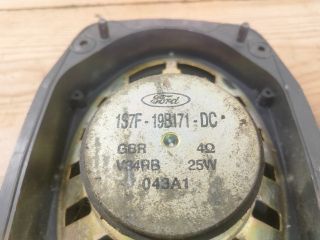 Ford
1S7F-19B171-DC
GBR 4Ω
V34RB 25W
043A1